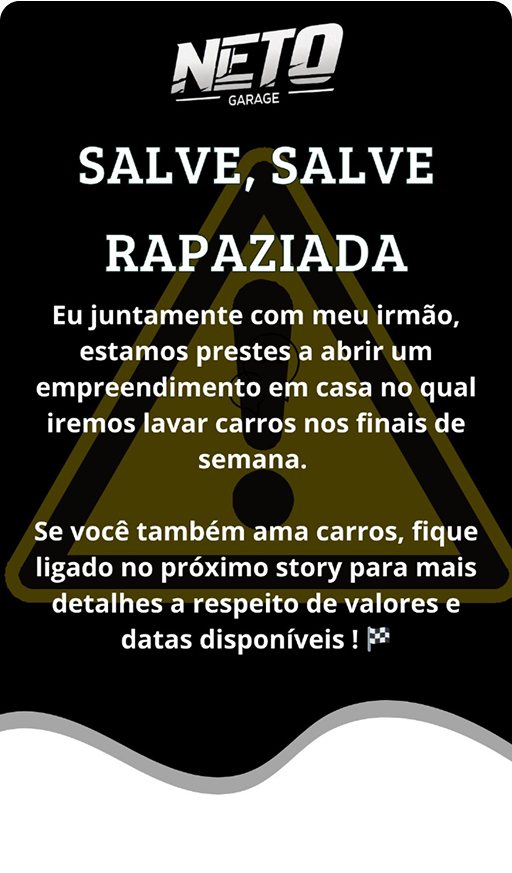 NETO
GARAGE
SALVE, SALVE
RAPAZIADA
Eu juntamente com meu irmão,
estamos prestes a abrir um
empreendimento em casa no qual
iremos lavar carros nos finais de
semana.
Se você também ama carros, fique
ligado no próximo story para mais
detalhes a respeito de valores e
datas disponíveis ! 🏁